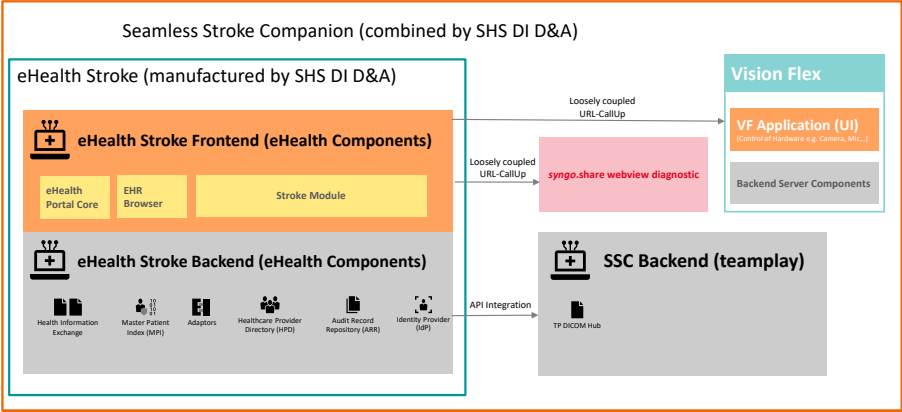 Seamless Stroke Companion (combined by SHS DI D&A)
eHealth Stroke (manufactured by SHS DI D&A)
eHealth Stroke Frontend (eHealth Components)
eHealth
Portal Core
EHR
Browser
Stroke Module
eHealth Stroke Backend (eHealth Components)
Health Information
Exchange
Master Patient
Index (MPI)
Adaptors
Healthcare Provider
Directory (HPD)
Audit Record
Repository (ARR)
Identity Provider
(IdP)
Loosely coupled
URL-CallUp
Loosely coupled
URL-CallUp
API Integration
syngo.share webview diagnostic
Vision Flex
VF Application (UI)
(Control of Hardware e.g. Camera, Mic,..)
Backend Server Components
SSC Backend (teamplay)
TP DICOM Hub